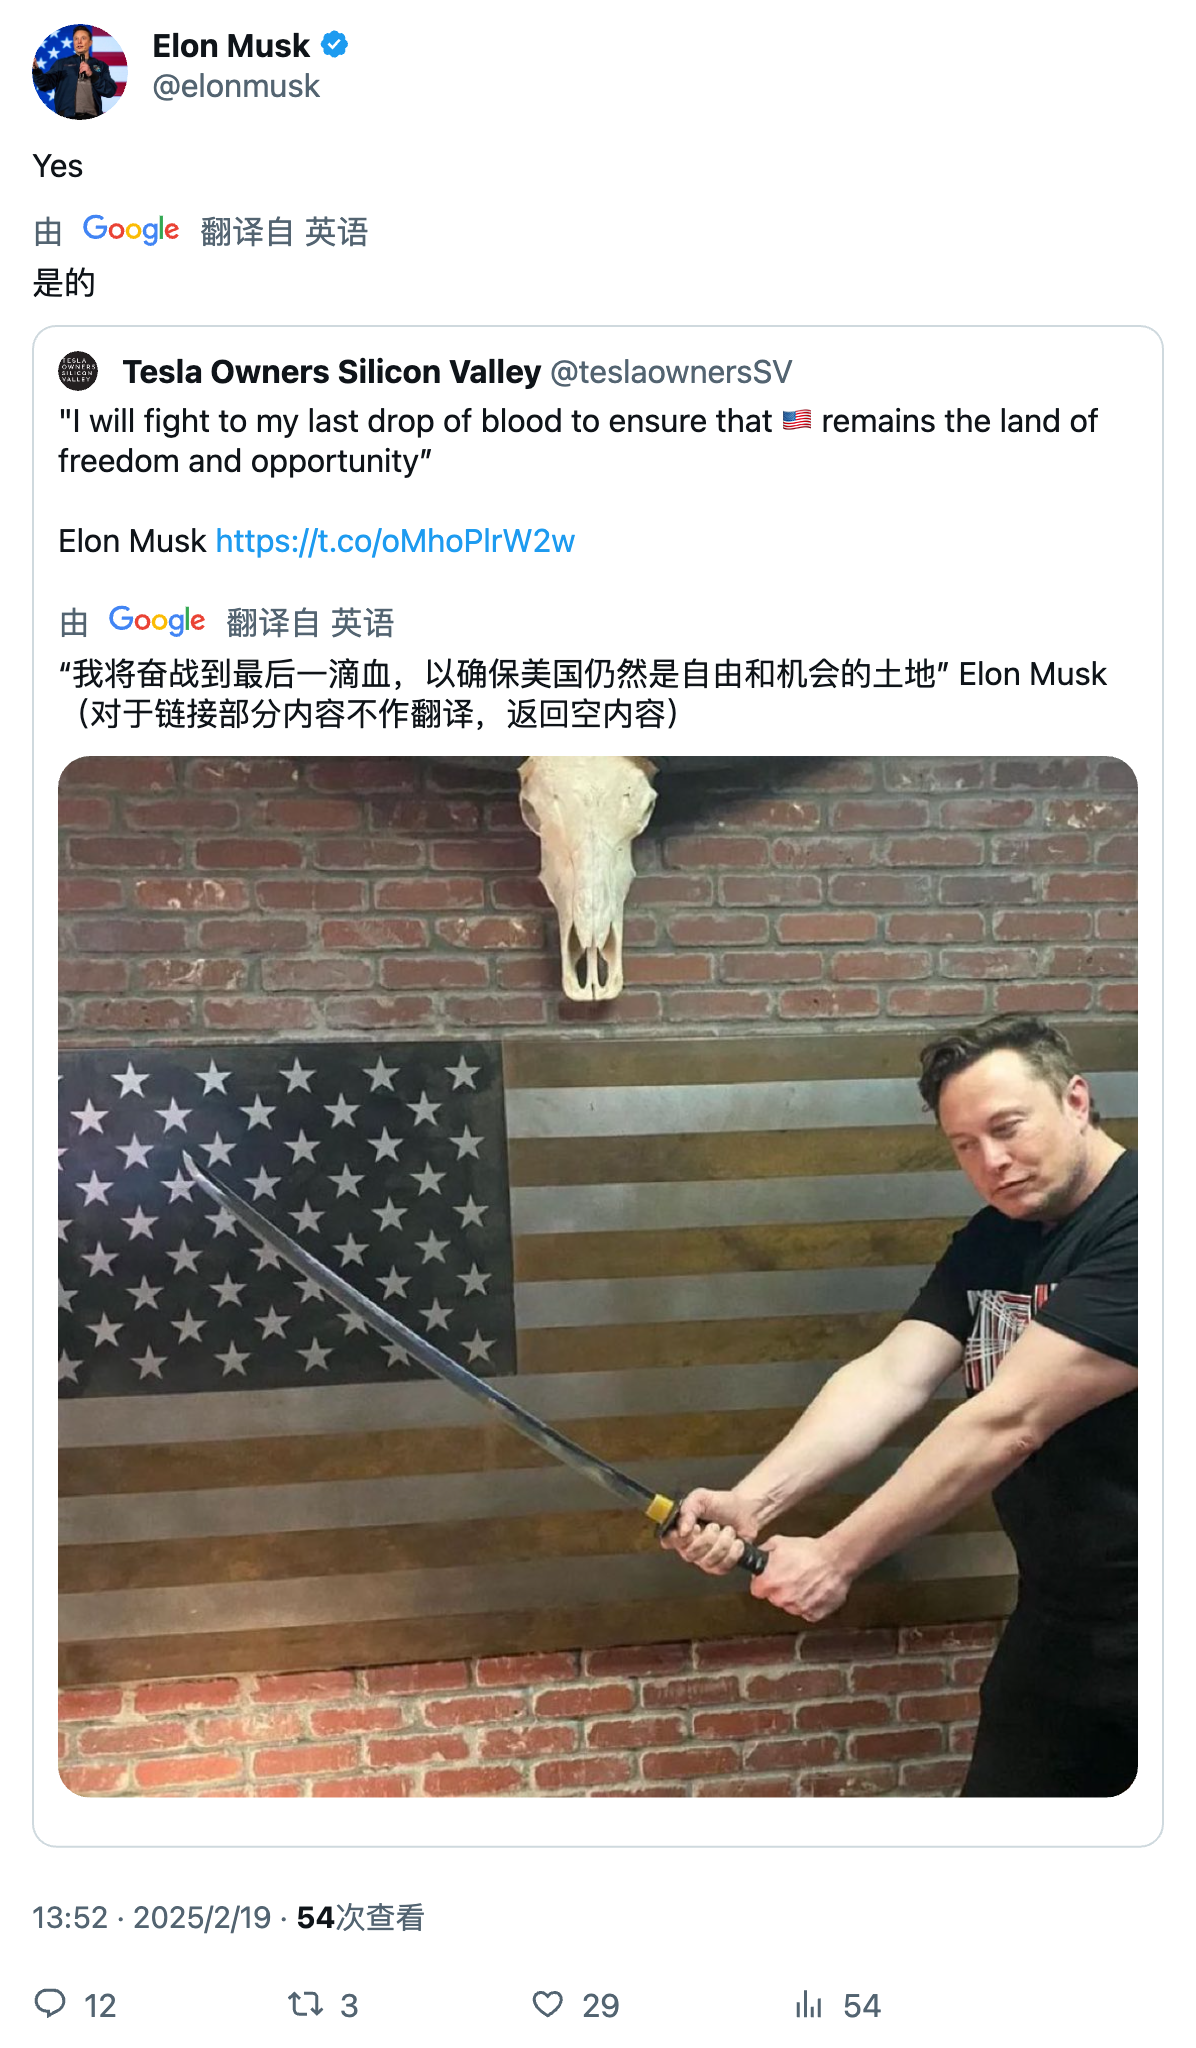 Elon Musk
@elonmusk
Yes
由 Google 翻译自 英语
是的
TESLA
OWNERS
SILICON
VALLEY
Tesla Owners Silicon Valley @teslaownersSV
"I will fight to my last drop of blood to ensure that 🇺🇸 remains the land of
freedom and opportunity”
Elon Musk https://t.co/oMhoPlrW2w
由 Google 翻译自 英语
“我将奋战到最后一滴血，以确保美国仍然是自由和机会的土地” Elon Musk
（对于链接部分内容不作翻译，返回空内容）
13:52 · 2025/2/19 · 54次查看
12 3 29 54